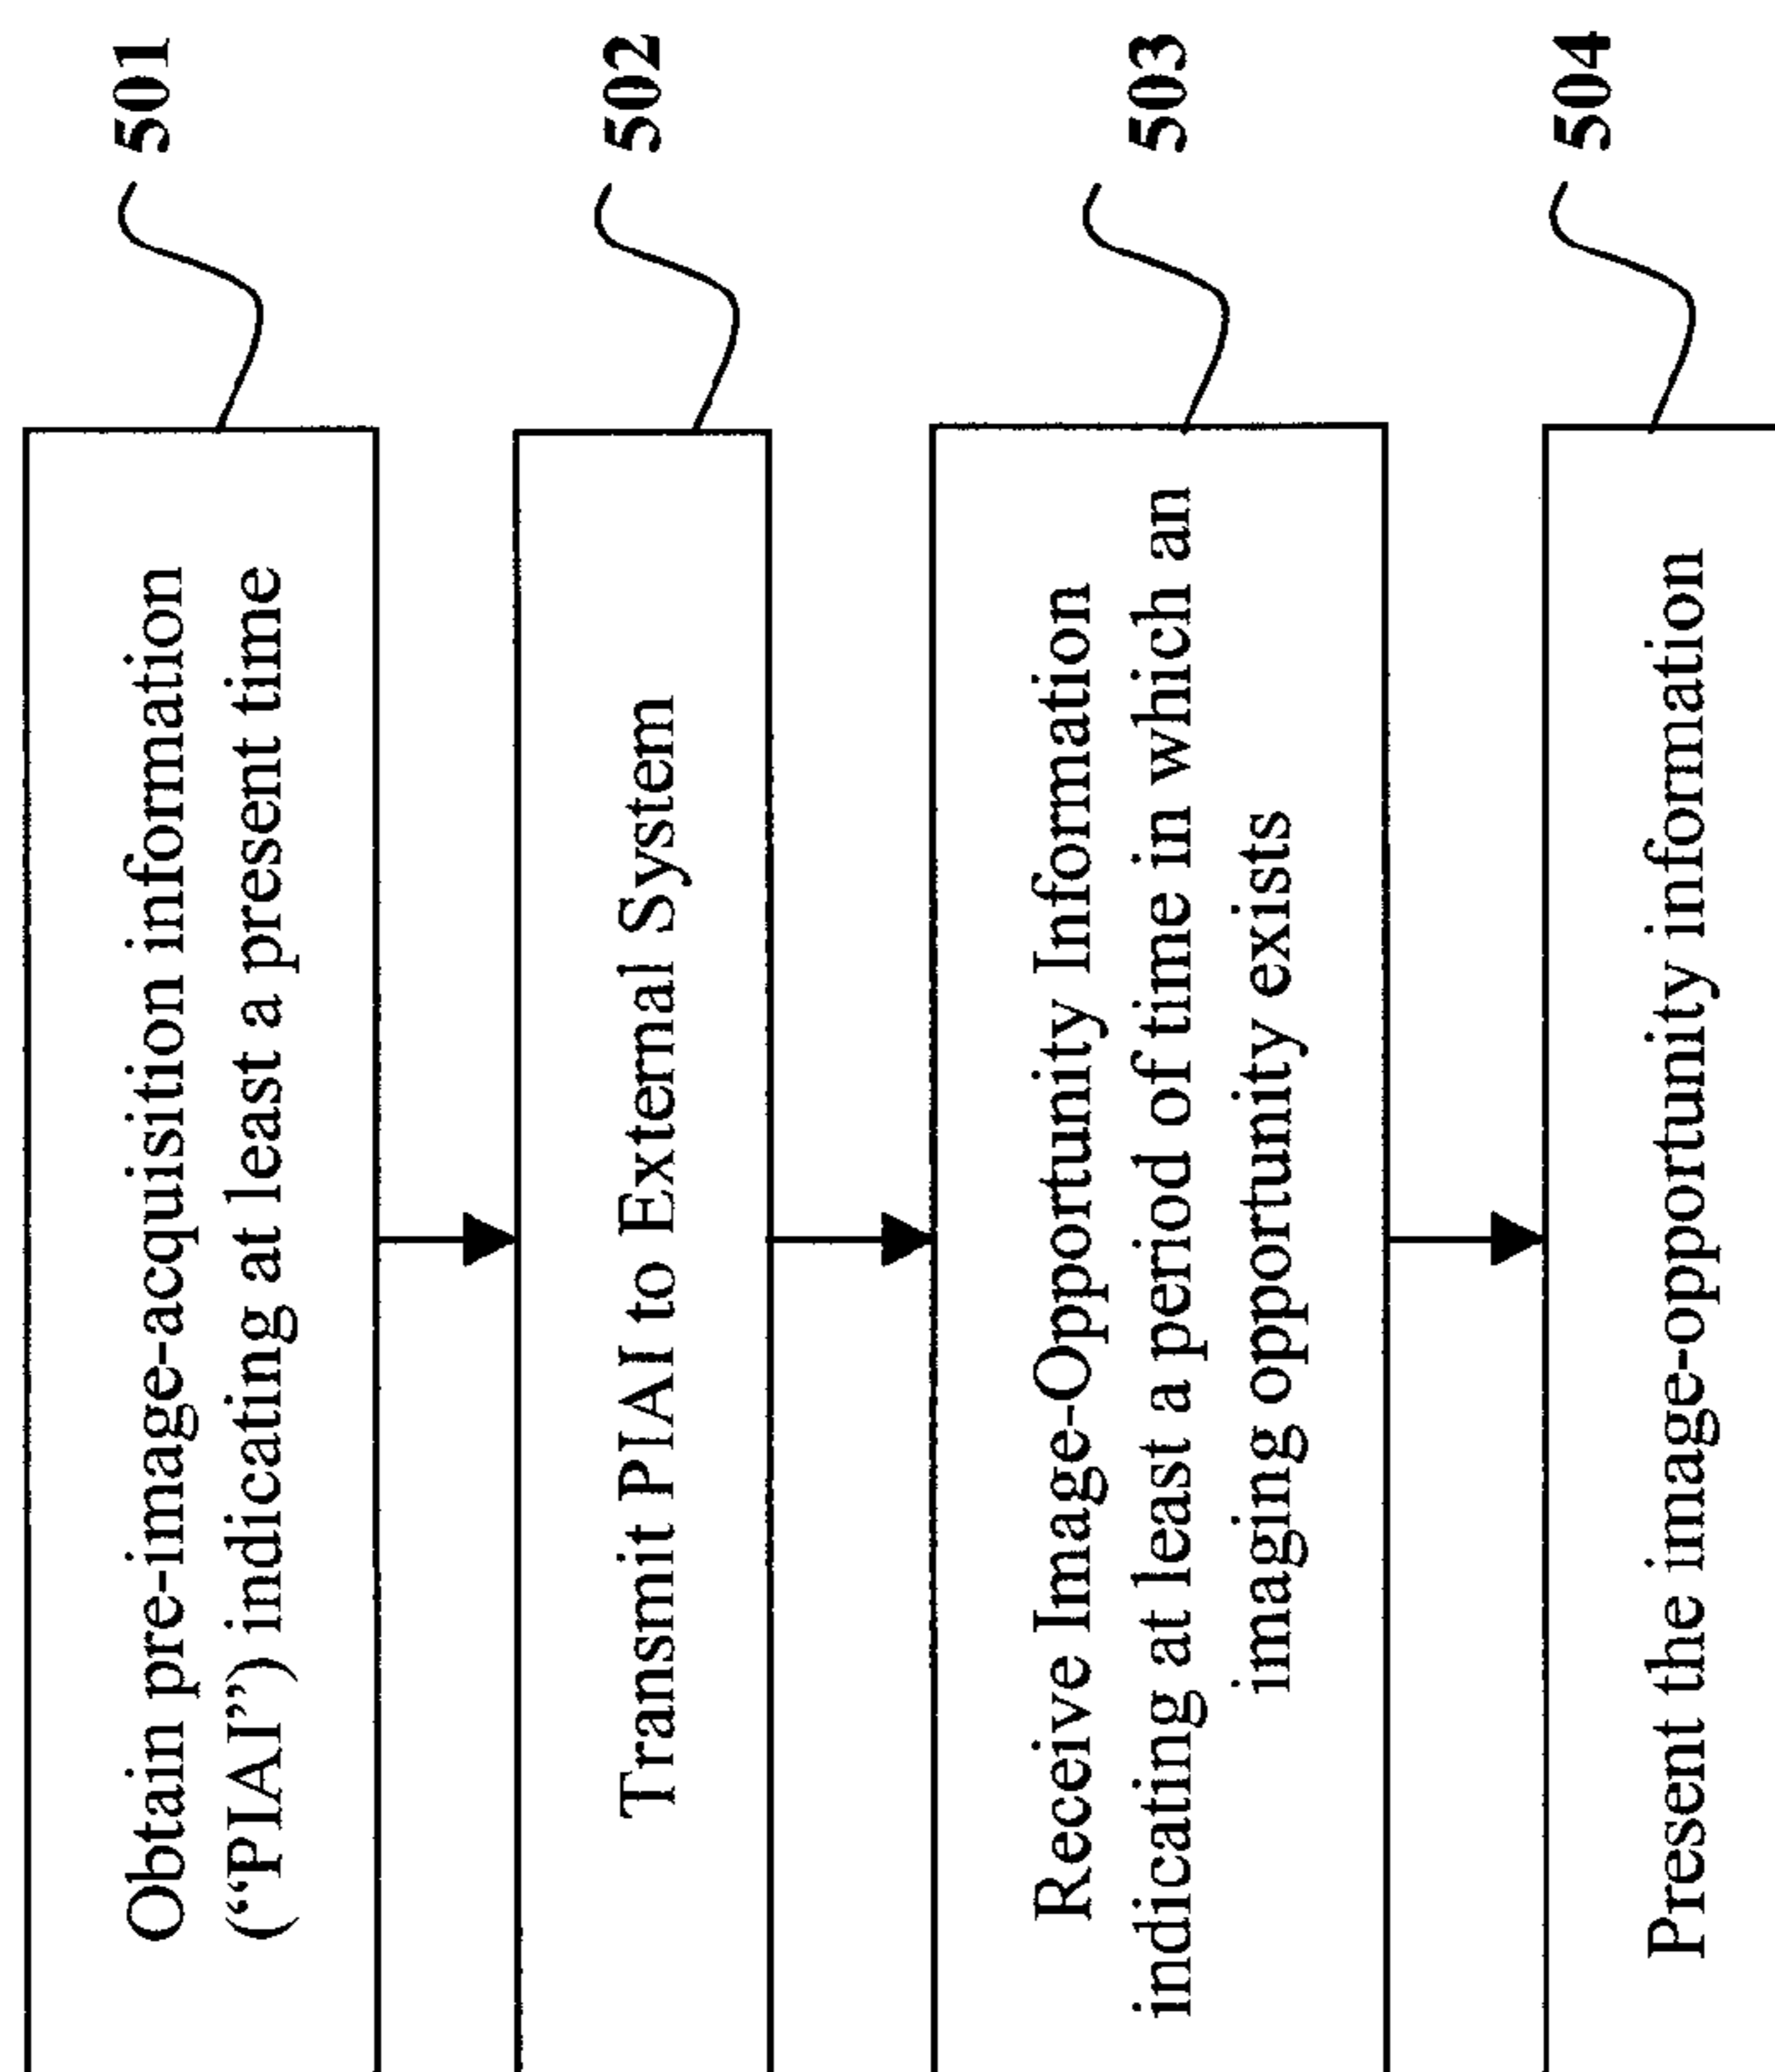 Obtain pre-image-acquisition information
(“PIAI”) indicating at least a present time
501
Transmit PIAI to External System
502
Receive Image-Opportunity Information
indicating at least a period of time in which an
imaging opportunity exists
503
Present the image-opportunity information
504